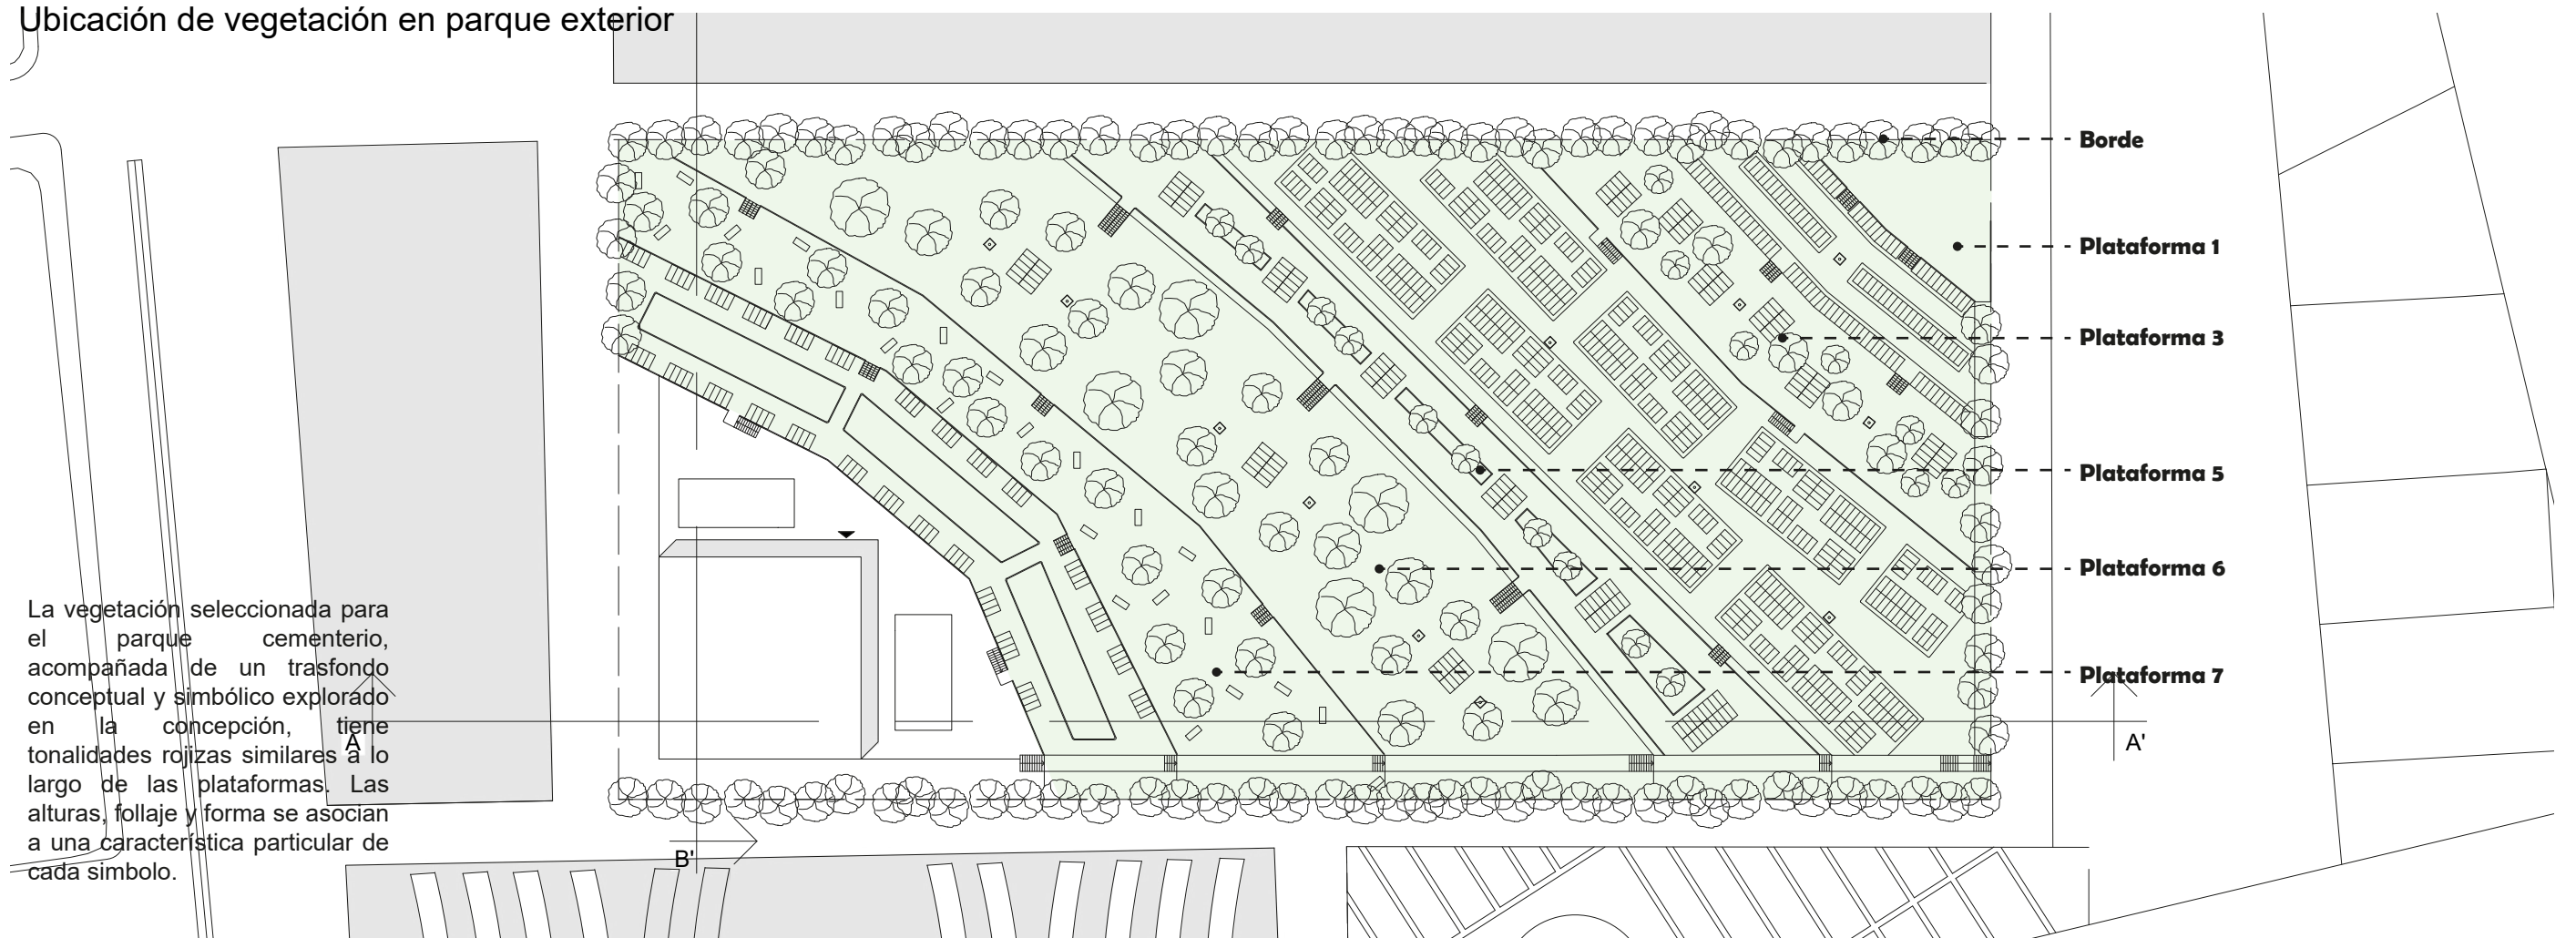 Ubicación de vegetación en parque exterior
Borde
Plataforma 1
Plataforma 3
Plataforma 5
Plataforma 6
Plataforma 7
La vegetación seleccionada para
el parque cementerio,
acompañada de un trasfondo
conceptual y simbólico explorado
en la concepción, tiene
tonalidades rojizas similares a lo
largo de las plataformas. Las
alturas, follaje y forma se asocian
a una característica particular de
cada simbolo.
A
A'
B'